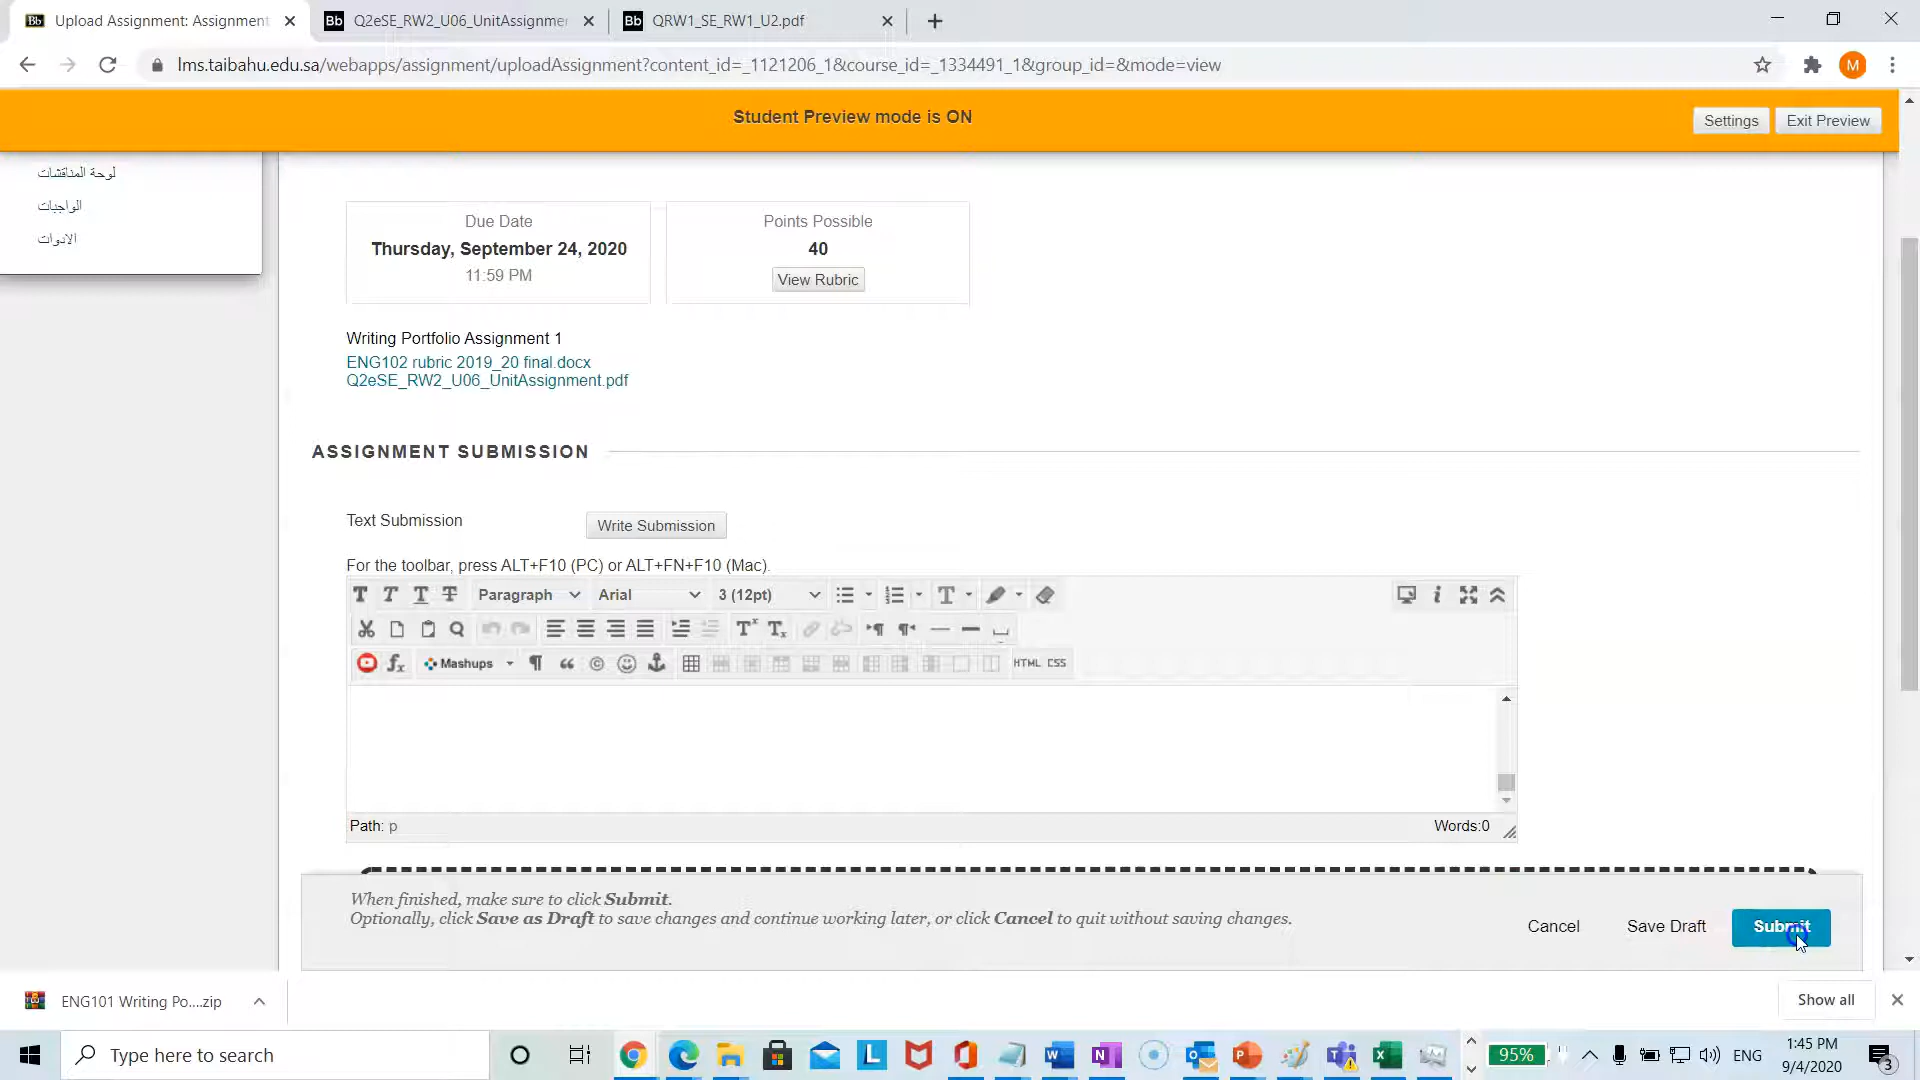 Upload Assignment: Assignment
Q2eSE_RW2_U06_UnitAssignme
QRW1_SE_RW1_U2.pdf
lms.taibahu.edu.sa/webapps/assignment/uploadAssignment?content_id=_1121206_1&course_id=_1334491_1&group_id=&mode=view
M
Student Preview mode is ON
Settings
Exit Preview
لوحة المناقشات
الواجبات
الادوات
Due Date
Thursday, September 24, 2020
11:59 PM
Points Possible
40
View Rubric
Writing Portfolio Assignment 1
ENG102 rubric 2019_20 final.docx
Q2eSE_RW2_U06_UnitAssignment.pdf
ASSIGNMENT SUBMISSION
Text Submission
Write Submission
For the toolbar, press ALT+F10 (PC) or ALT+FN+F10 (Mac).
Paragraph
Arial
3 (12pt)
Mashups
HTML CSS
Path: p
Words:0
When finished, make sure to click Submit.
Optionally, click Save as Draft to save changes and continue working later, or click Cancel to quit without saving changes.
Cancel
Save Draft
Submit
ENG101 Writing Po....zip
Show all
Type here to search
95%
ENG
1:45 PM
9/4/2020
3